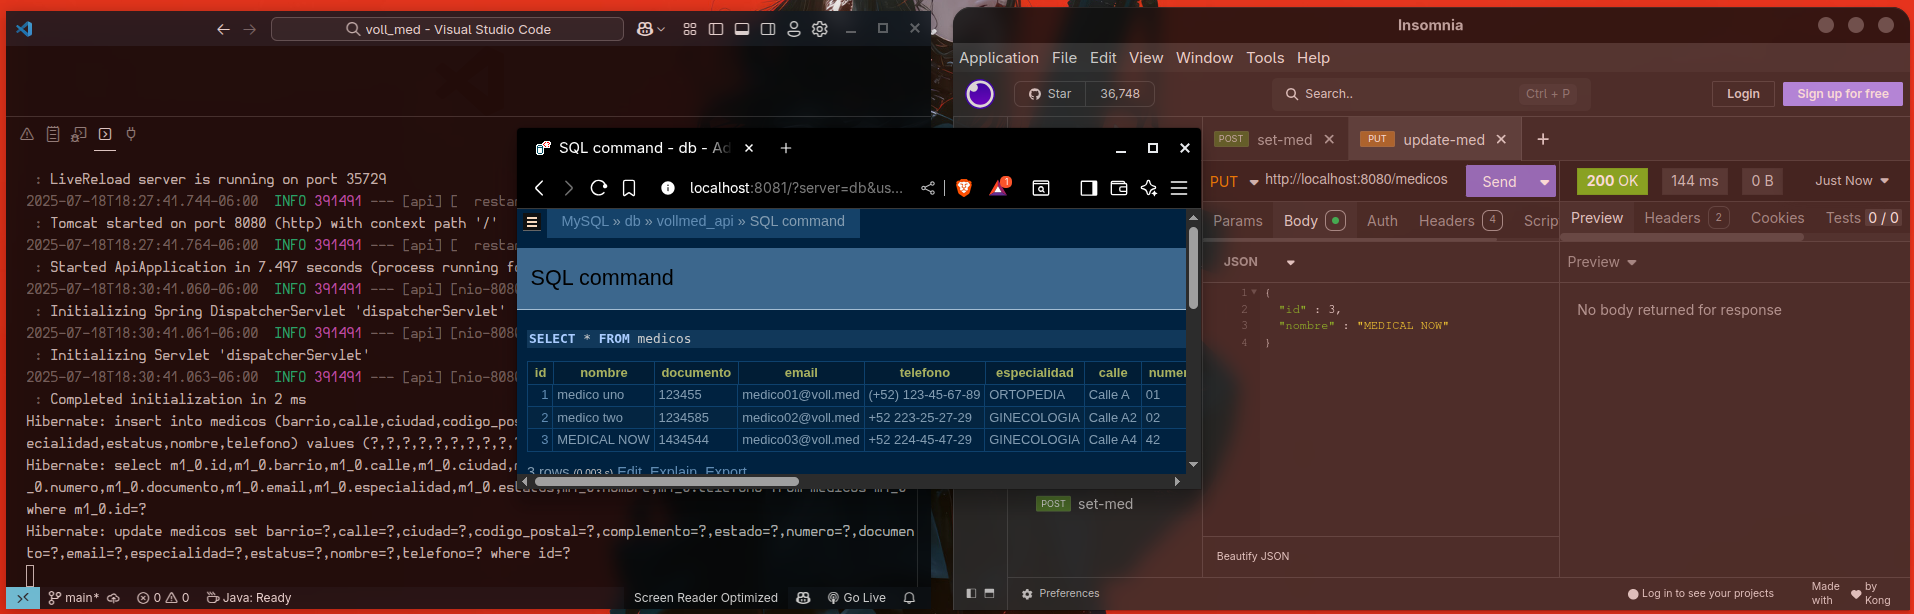 voll_med - Visual Studio Code
: LiveReload server is running on port 35729
2025-07-18T18:27:41.744-06:00 INFO 391491 --- [api] [ resta
: Tomcat started on port 8080 (http) with context path '/'
2025-07-18T18:27:41.764-06:00 INFO 391491 --- [api] [ resta
: Started ApiApplication in 7.497 seconds (process running fo
2025-07-18T18:30:41.060-06:00 INFO 391491 --- [api] [nio-808
: Initializing Spring DispatcherServlet 'dispatcherServlet'
2025-07-18T18:30:41.061-06:00 INFO 391491 --- [api] [nio-808
: Initializing Servlet 'dispatcherServlet'
2025-07-18T18:30:41.063-06:00 INFO 391491 --- [api] [nio-808
: Completed initialization in 2 ms
Hibernate: insert into medicos (barrio,calle,ciudad,codigo_pos
ecialidad,estatus,nombre,telefono) values (?,?,?,?,?,?,?,?,?,
Hibernate: select m1_0.id,m1_0.barrio,m1_0.calle,m1_0.ciudad,
_0.numero,m1_0.documento,m1_0.email,m1_0.especialidad,m1_0.estatus,m1_0.nombre,m1_0.telefono from medicos m1_0
where m1_0.id=?
Hibernate: update medicos set barrio=?,calle=?,ciudad=?,codigo_postal=?,complemento=?,estado=?,numero=?,documen
to=?,email=?,especialidad=?,estatus=?,nombre=?,telefono=? where id=?
main* 0 0 Java: Ready Screen Reader Optimized Go Live
SQL command - db - Ad
localhost:8081/?server=db&us... 1
MySQL » db » vollmed_api » SQL command
SQL command
SELECT * FROM medicos
id nombre documento email telefono especialidad calle numer
1 medico uno 123455 medico01@voll.med (+52) 123-45-67-89 ORTOPEDIA Calle A 01
2 medico two 1234585 medico02@voll.med +52 223-25-27-29 GINECOLOGIA Calle A2 02
3 MEDICAL NOW 1434544 medico03@voll.med +52 224-45-47-29 GINECOLOGIA Calle A4 42
3 rows (0.003 s) Edit, Explain, Export
Insomnia
Application File Edit View Window Tools Help
Star 36,748 Search.. Ctrl + P Login Sign up for free
POST set-med PUT update-med
PUT http://localhost:8080/medicos Send 200 OK 144 ms 0 B Just Now
Params Body Auth Headers 4 Scrip Preview Headers 2 Cookies Tests 0 / 0
JSON Preview
1 {
2 "id" : 3,
3 "nombre" : "MEDICAL NOW"
4 }
No body returned for response
POST set-med
Beautify JSON
Preferences Log in to see your projects Made with by Kong